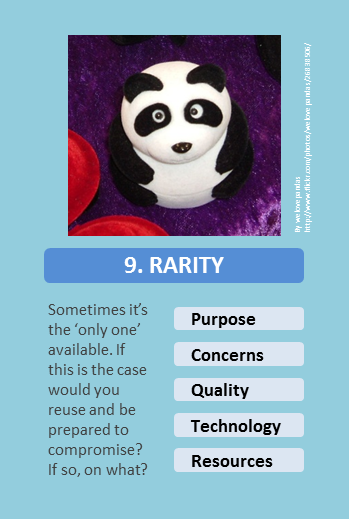 By we love pandas
http://www.flickr.com/photos/welovepandas/
9. RARITY
Sometimes it's
the ‘only one’
available. If
this is the case
would you
reuse and be
prepared to
compromise?
If so, on what?
Purpose
Concerns
Quality
Technology
Resources